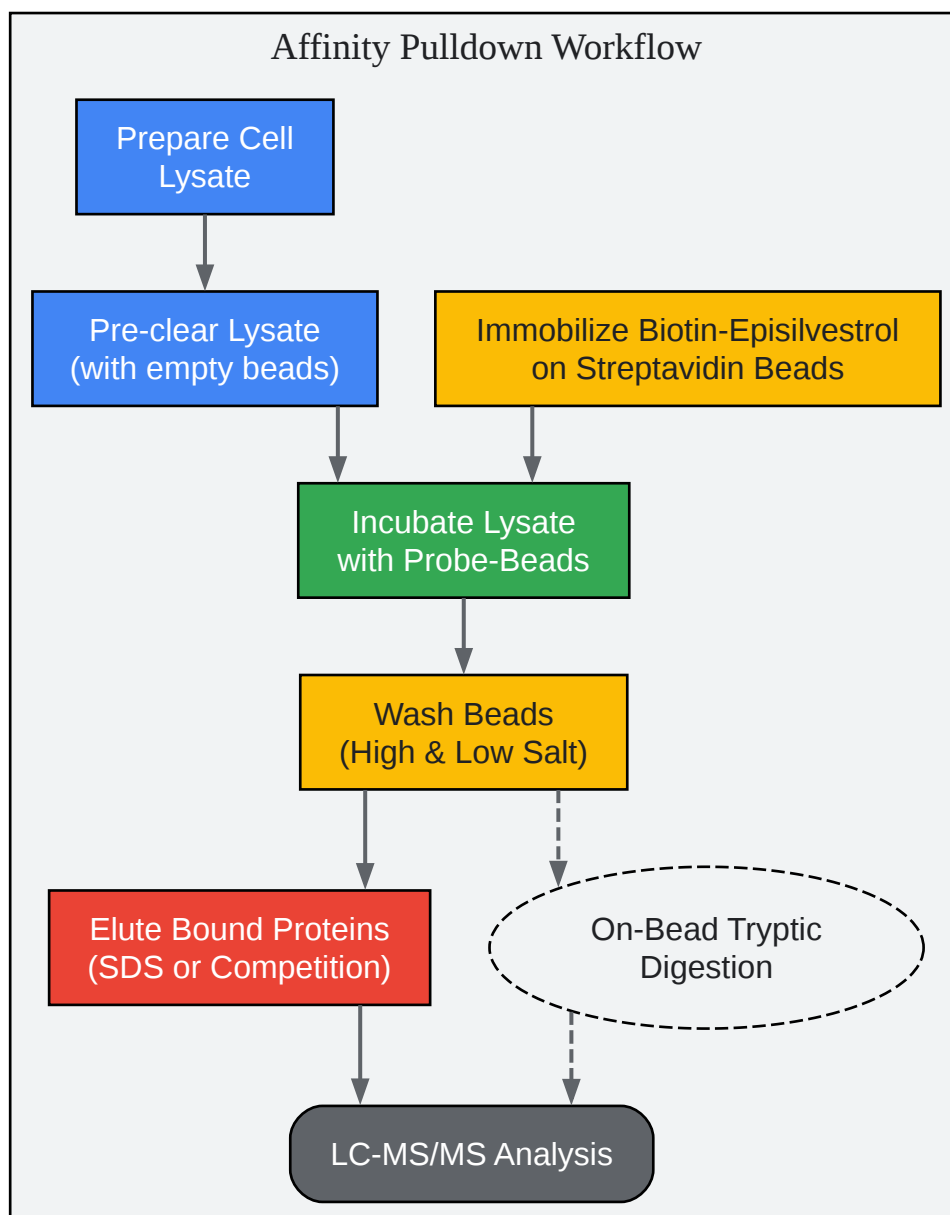 Affinity Pulldown Workflow
Prepare Cell
Lysate
Pre-clear Lysate
(with empty beads)
Immobilize Biotin-Episilvestrol
on Streptavidin Beads
Incubate Lysate
with Probe-Beads
Wash Beads
(High & Low Salt)
Elute Bound Proteins
(SDS or Competition)
On-Bead Tryptic
Digestion
LC-MS/MS Analysis